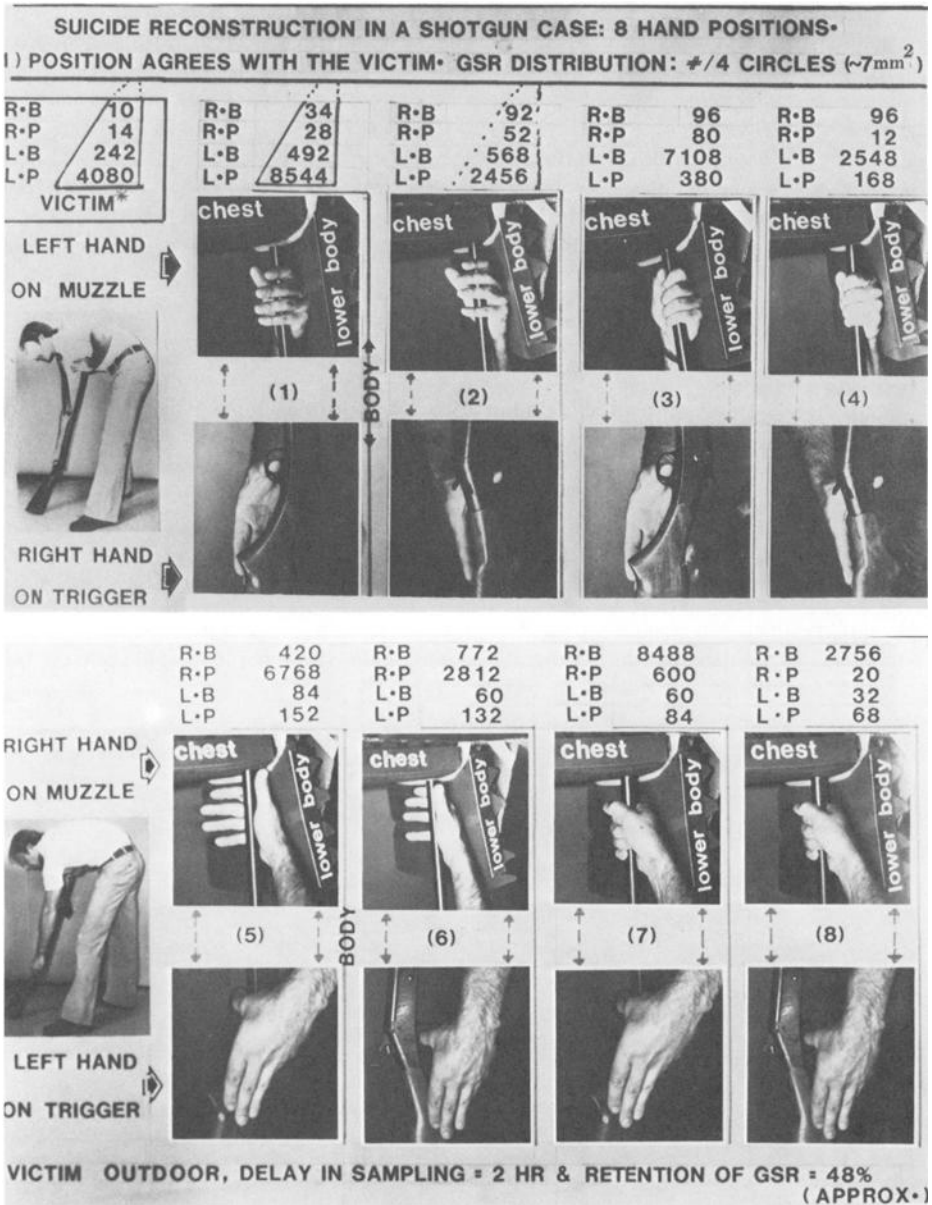 SUICIDE RECONSTRUCTION IN A SHOTGUN CASE: 8 HAND POSITIONS•
1) POSITION AGREES WITH THE VICTIM• GSR DISTRIBUTION: #/4 CIRCLES (~7mm²)
R•B 10
R•P 14
L•B 242
L•P 4080
VICTIM*
R•B 34
R•P 28
L•B 492
L•P 8544
R•B 92
R•P 52
L•B 568
L•P 2456
R•B 96
R•P 80
L•B 7108
L•P 380
R•B 96
R•P 12
L•B 2548
L•P 168
LEFT HAND
ON MUZZLE
chest
lower body
chest
lower body
chest
lower body
chest
lower body
(1)
BODY
(2)
(3)
(4)
RIGHT HAND
ON TRIGGER
R•B 420
R•P 6768
L•B 84
L•P 152
R•B 772
R•P 2812
L•B 60
L•P 132
R•B 8488
R•P 600
L•B 60
L•P 84
R•B 2756
R•P 20
L•B 32
L•P 68
RIGHT HAND
ON MUZZLE
chest
lower body
chest
lower body
chest
lower body
chest
lower body
(5)
BODY
(6)
(7)
(8)
LEFT HAND
ON TRIGGER
VICTIM OUTDOOR, DELAY IN SAMPLING = 2 HR & RETENTION OF GSR = 48%
(APPROX•)